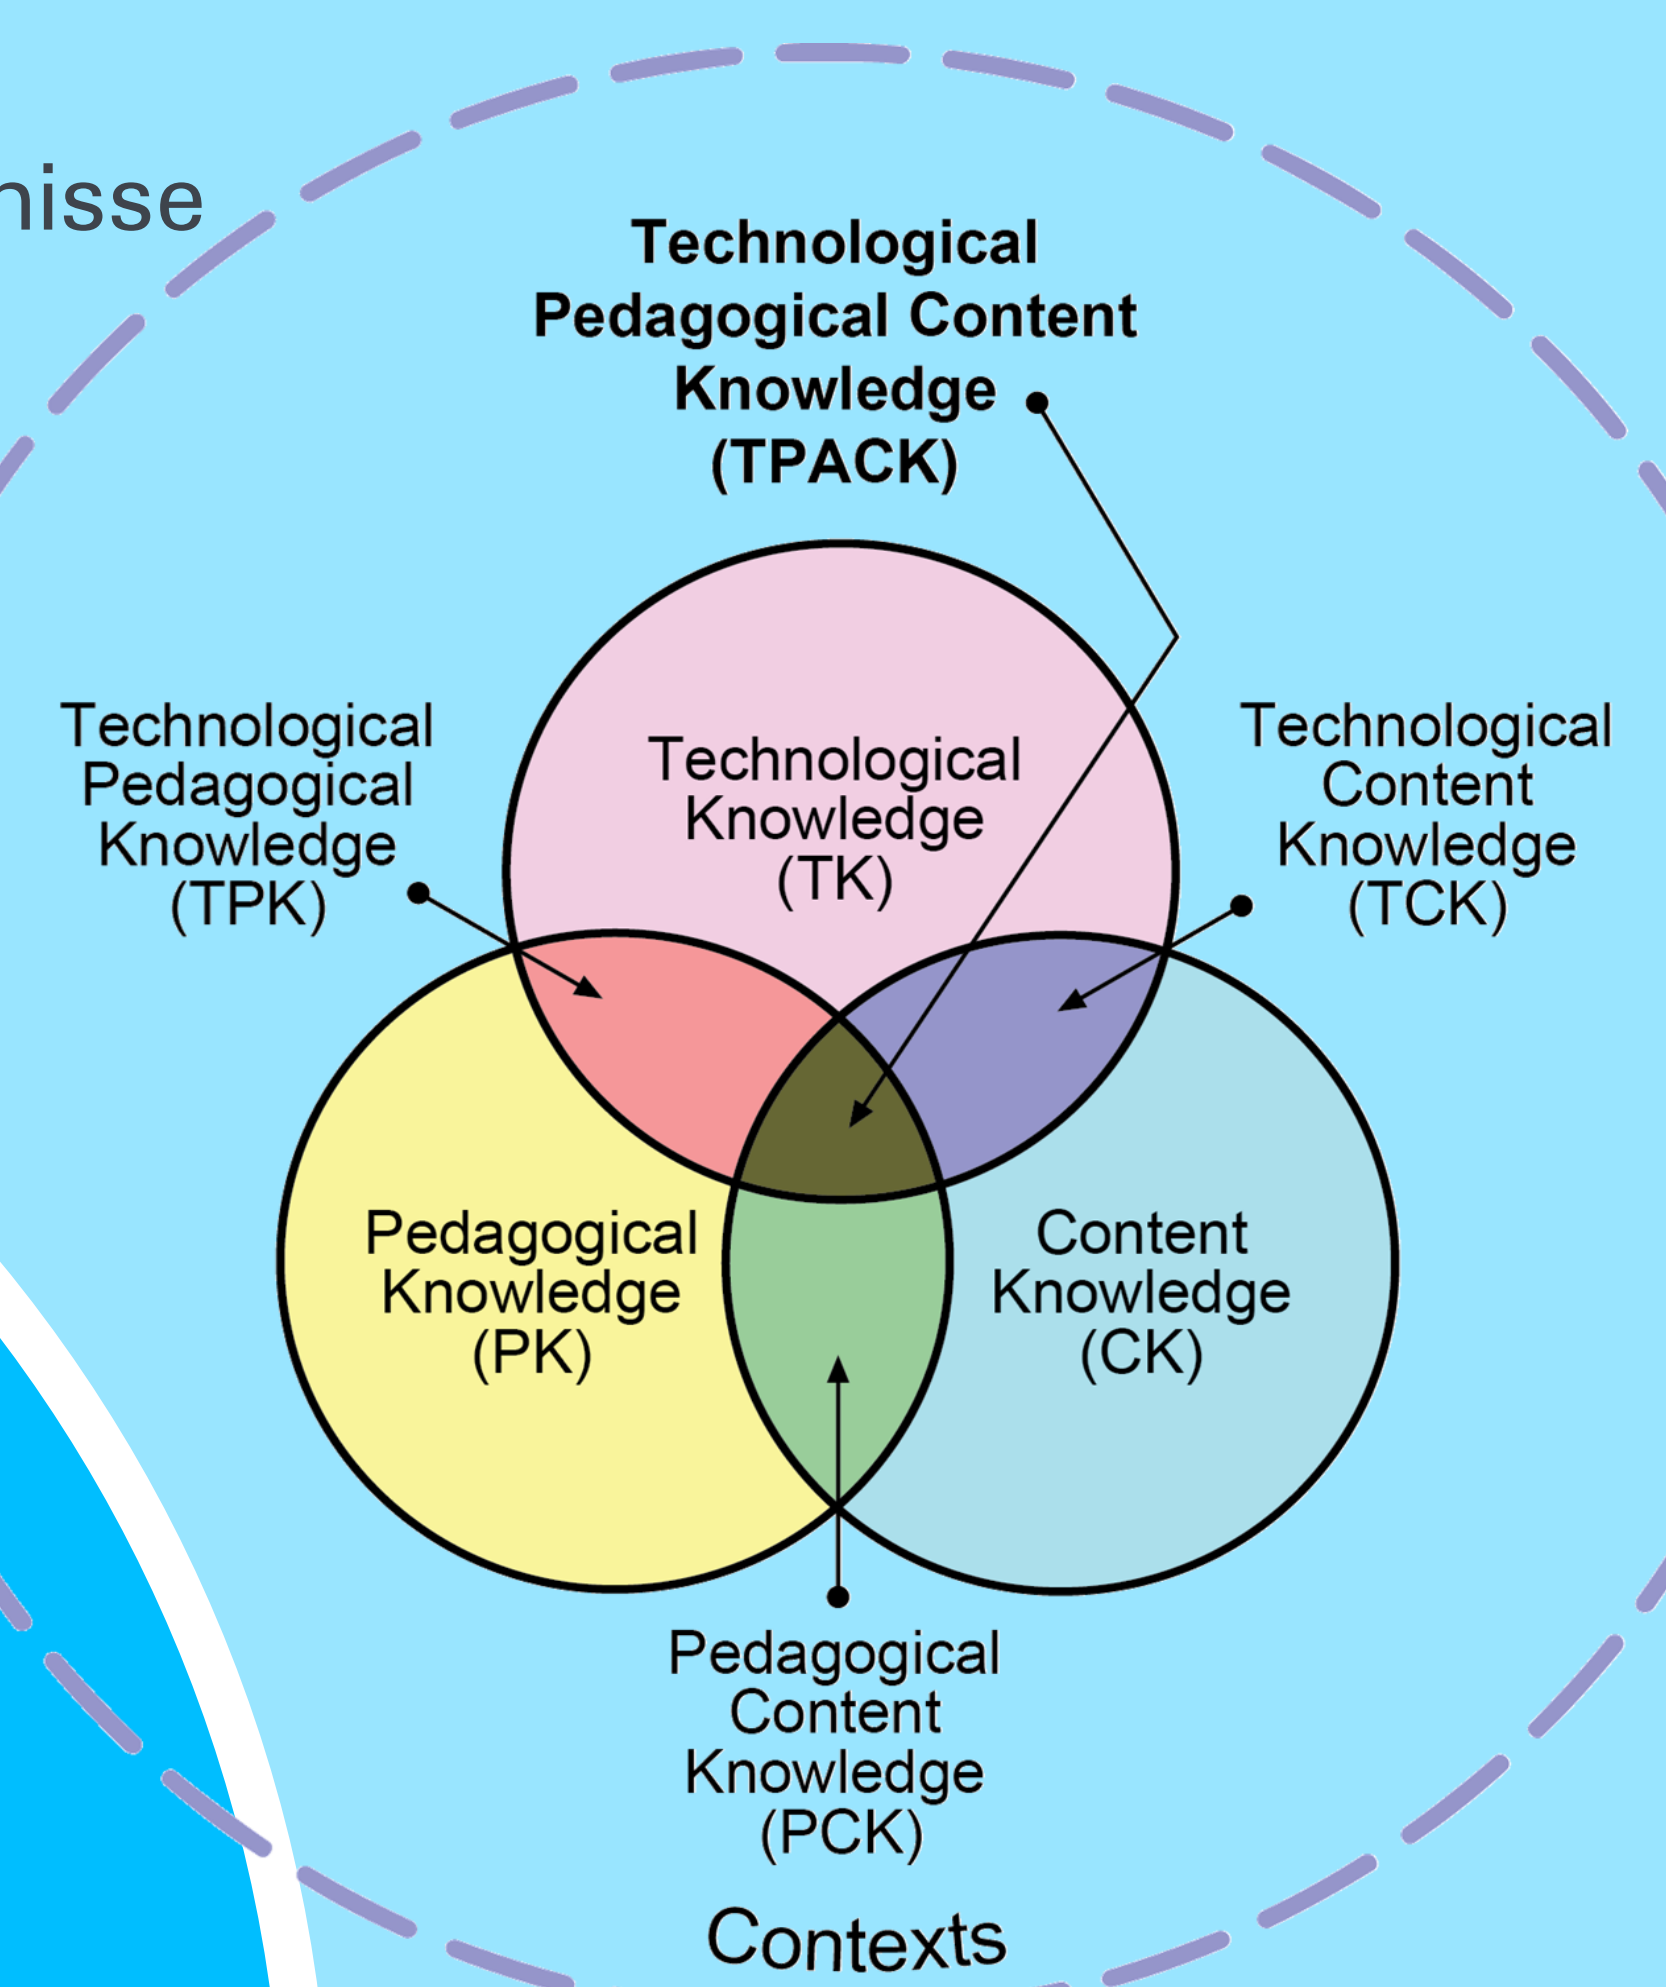 nisse
Technological
Pedagogical Content
Knowledge
(TPACK)
Technological
Pedagogical
Knowledge
(TPK)
Technological
Knowledge
(TK)
Technological
Content
Knowledge
(TCK)
Pedagogical
Knowledge
(PK)
Content
Knowledge
(CK)
Pedagogical
Content
Knowledge
(PCK)
Contexts